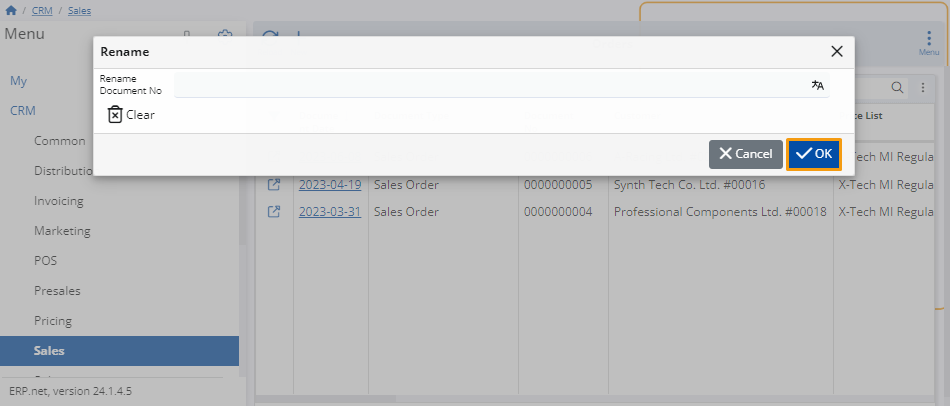 / CRM / Sales
Menu
Menu
Rename
Rename
Document No
Clear
Cancel OK
My
CRM
Common
Invoicing
Marketing
POS
Presales
Pricing
Sales
ERP.net, version 24.1.4.5
List
X-Tech MI Regula
2023-04-19 Sales Order 0000000005 Synth Tech Co. Ltd. #00016 X-Tech MI Regula
2023-03-31 Sales Order 0000000004 Professional Components Ltd. #00018 X-Tech MI Regula